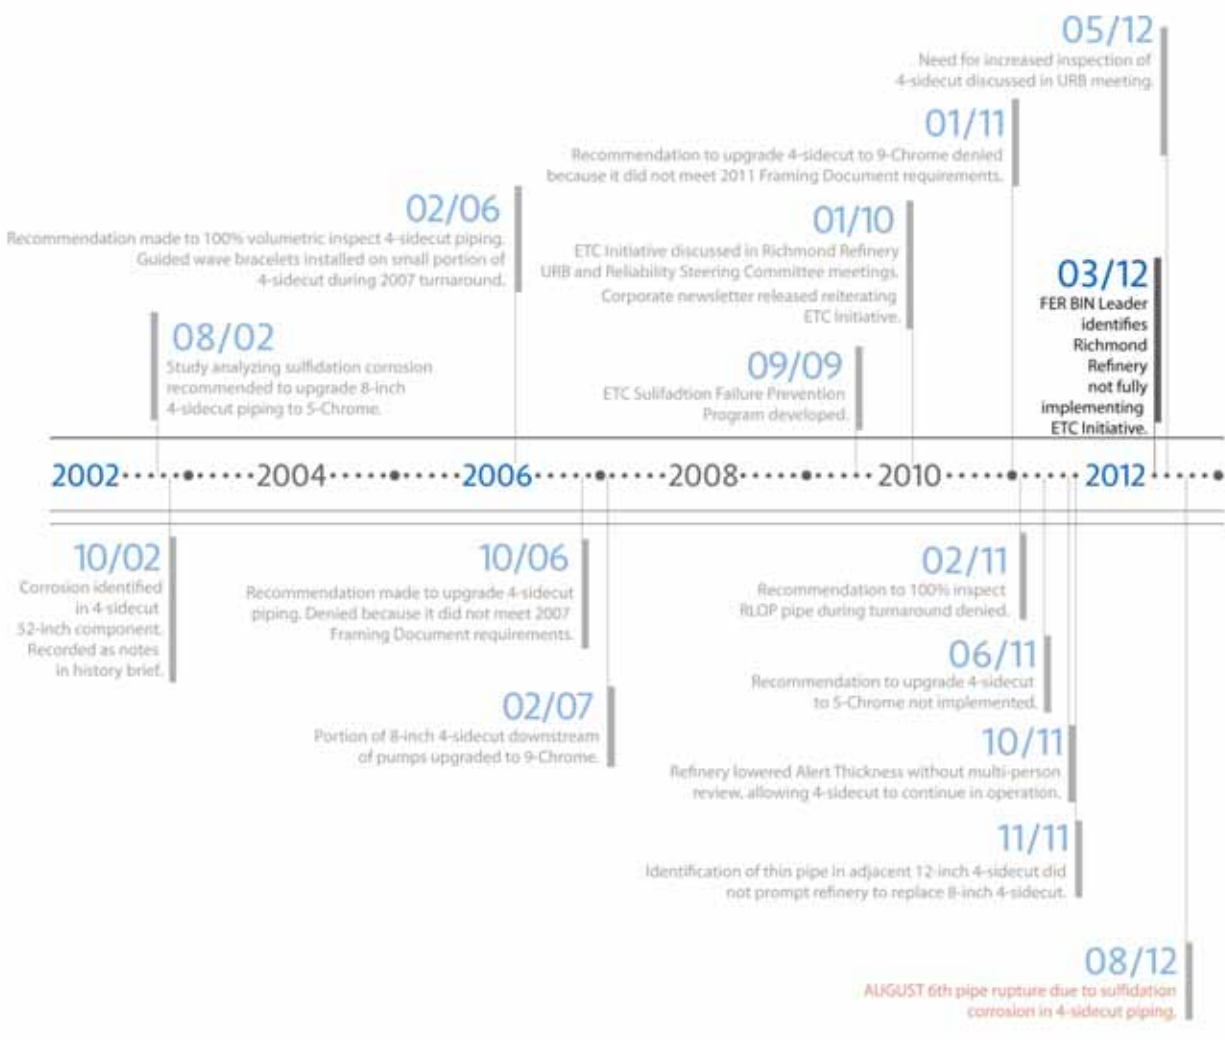 05/12
Need for increased inspection of
4-sidecut discussed in URB meeting.
01/11
Recommendation to upgrade 4-sidecut to 9-Chrome denied
because it did not meet 2011 Framing Document requirements.
02/06
Recommendation made to 100% volumetric inspect 4-sidecut piping.
Guided wave bracelets installed on small portion of
4-sidecut during 2007 turnaround.
01/10
ETC Initiative discussed in Richmond Refinery
URB and Reliability Steering Committee meetings.
Corporate newsletter released reiterating
ETC Initiative.
03/12
FER BIN Leader
identifies
Richmond
Refinery
not fully
implementing
ETC Initiative.
08/02
Study analyzing sulfidation corrosion
recommended to upgrade 8-inch
4-sidecut piping to 5-Chrome.
09/09
ETC Sulifadtion Failure Prevention
Program developed.
2002 2004 2006 2008 2010 2012
10/02
Corrosion identified
in 4-sidecut
52-inch component.
Recorded as notes
in history brief.
10/06
Recommendation made to upgrade 4-sidecut
piping. Denied because it did not meet 2007
Framing Document requirements.
02/07
Portion of 8-inch 4-sidecut downstream
of pumps upgraded to 9-Chrome.
02/11
Recommendation to 100% inspect
RLOP pipe during turnaround denied.
06/11
Recommendation to upgrade 4-sidecut
to 5-Chrome not implemented.
10/11
Refinery lowered Alert Thickness without multi-person
review, allowing 4-sidecut to continue in operation.
11/11
Identification of thin pipe in adjacent 12-inch 4-sidecut did
not prompt refinery to replace 8-inch 4-sidecut.
08/12
AUGUST 6th pipe rupture due to sulfidation
corrosion in 4-sidecut piping.